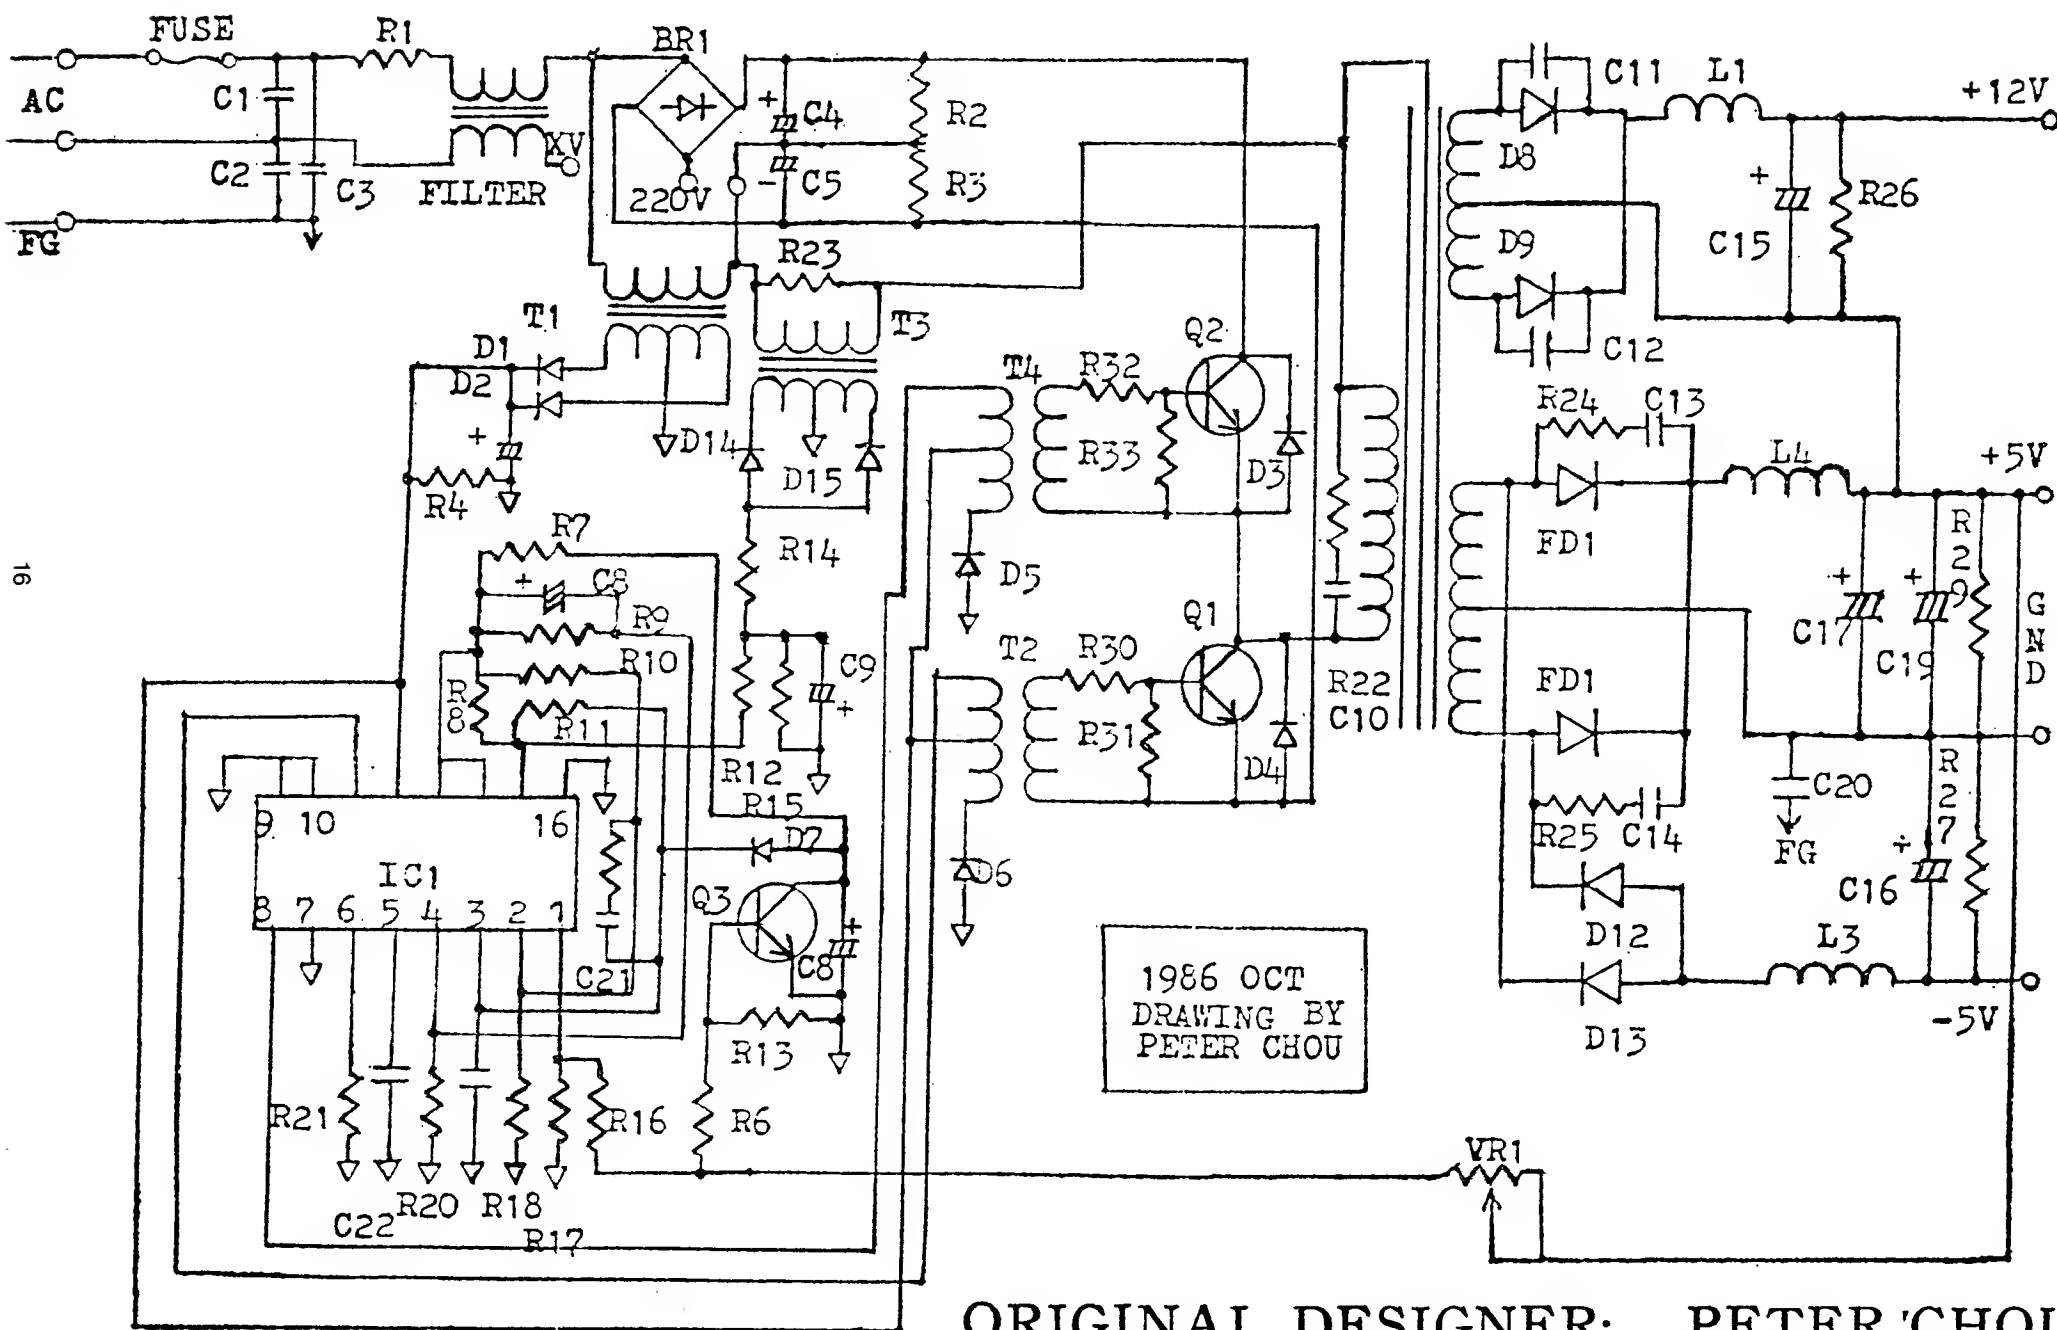 FUSE
R1
BR1
C11
L1
+12V
AC
C1
XV
C4
R2
D8
C2
C3
FILTER
220V
-
C5
R3
+
R26
FG
R23
D9
C15
T1
T3
Q2
C12
D1
D2
T4
R32
R24
C13
+
D14
D15
R33
D3
L4
+5V
R4
R7
R14
D5
FD1
R29
16
+
C8
R9
R10
C9
+
T2
R30
Q1
C17
+
C19
+
GND
R8
R11
R31
R22
C10
FD1
D4
R12
R15
D7
C20
R27
9 10
16
R25
C14
FG
IC1
Q3
D6
C16
+
8 7 6 5 4 3 2 1
C21
C8
+
D12
L3
1986 OCT
DRAWING BY
PETER CHOU
-5V
R13
D13
R21
R16
R6
VR1
R20
R18
C22
R17
ORIGINAL DESIGNER: PETER CHOU